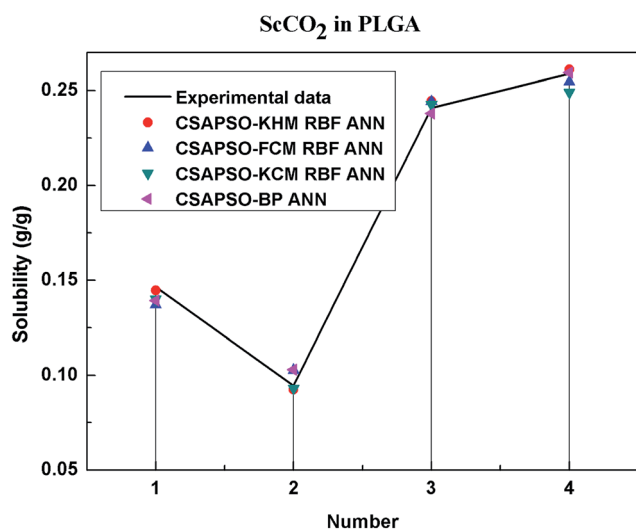 ScCO2 in PLGA
Experimental data
CSAPSO-KHM RBF ANN
CSAPSO-FCM RBF ANN
CSAPSO-KCM RBF ANN
CSAPSO-BP ANN
Solubility (g/g)
0.25
0.20
0.15
0.10
0.05
1 2 3 4
Number